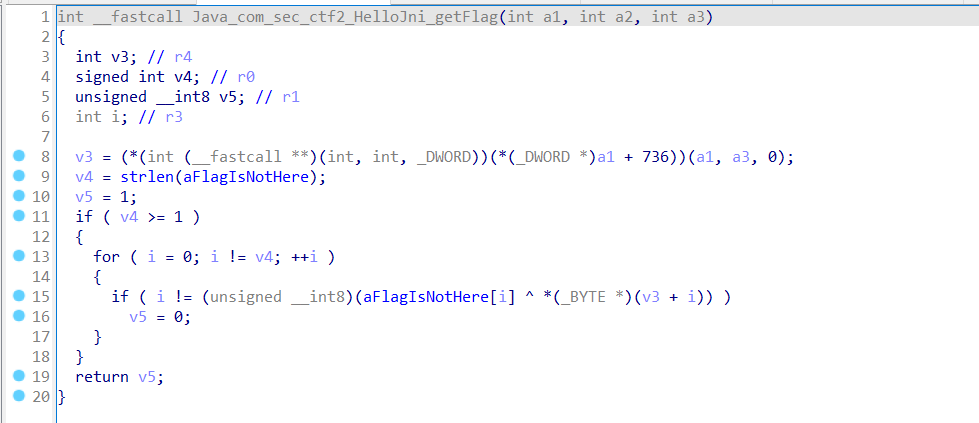 1 int __fastcall Java_com_sec_ctf2_HelloJni_getFlag(int a1, int a2, int a3)
2 {
3   int v3; // r4
4   signed int v4; // r0
5   unsigned __int8 v5; // r1
6   int i; // r3
7
8   v3 = (*(int (__fastcall **)(int, int, _DWORD))(*(_DWORD *)a1 + 736))(a1, a3, 0);
9   v4 = strlen(aFlagIsNotHere);
10   v5 = 1;
11   if ( v4 >= 1 )
12   {
13     for ( i = 0; i != v4; ++i )
14     {
15       if ( i != (unsigned __int8)(aFlagIsNotHere[i] ^ *(_BYTE *)(v3 + i)) )
16         v5 = 0;
17     }
18   }
19   return v5;
20 }